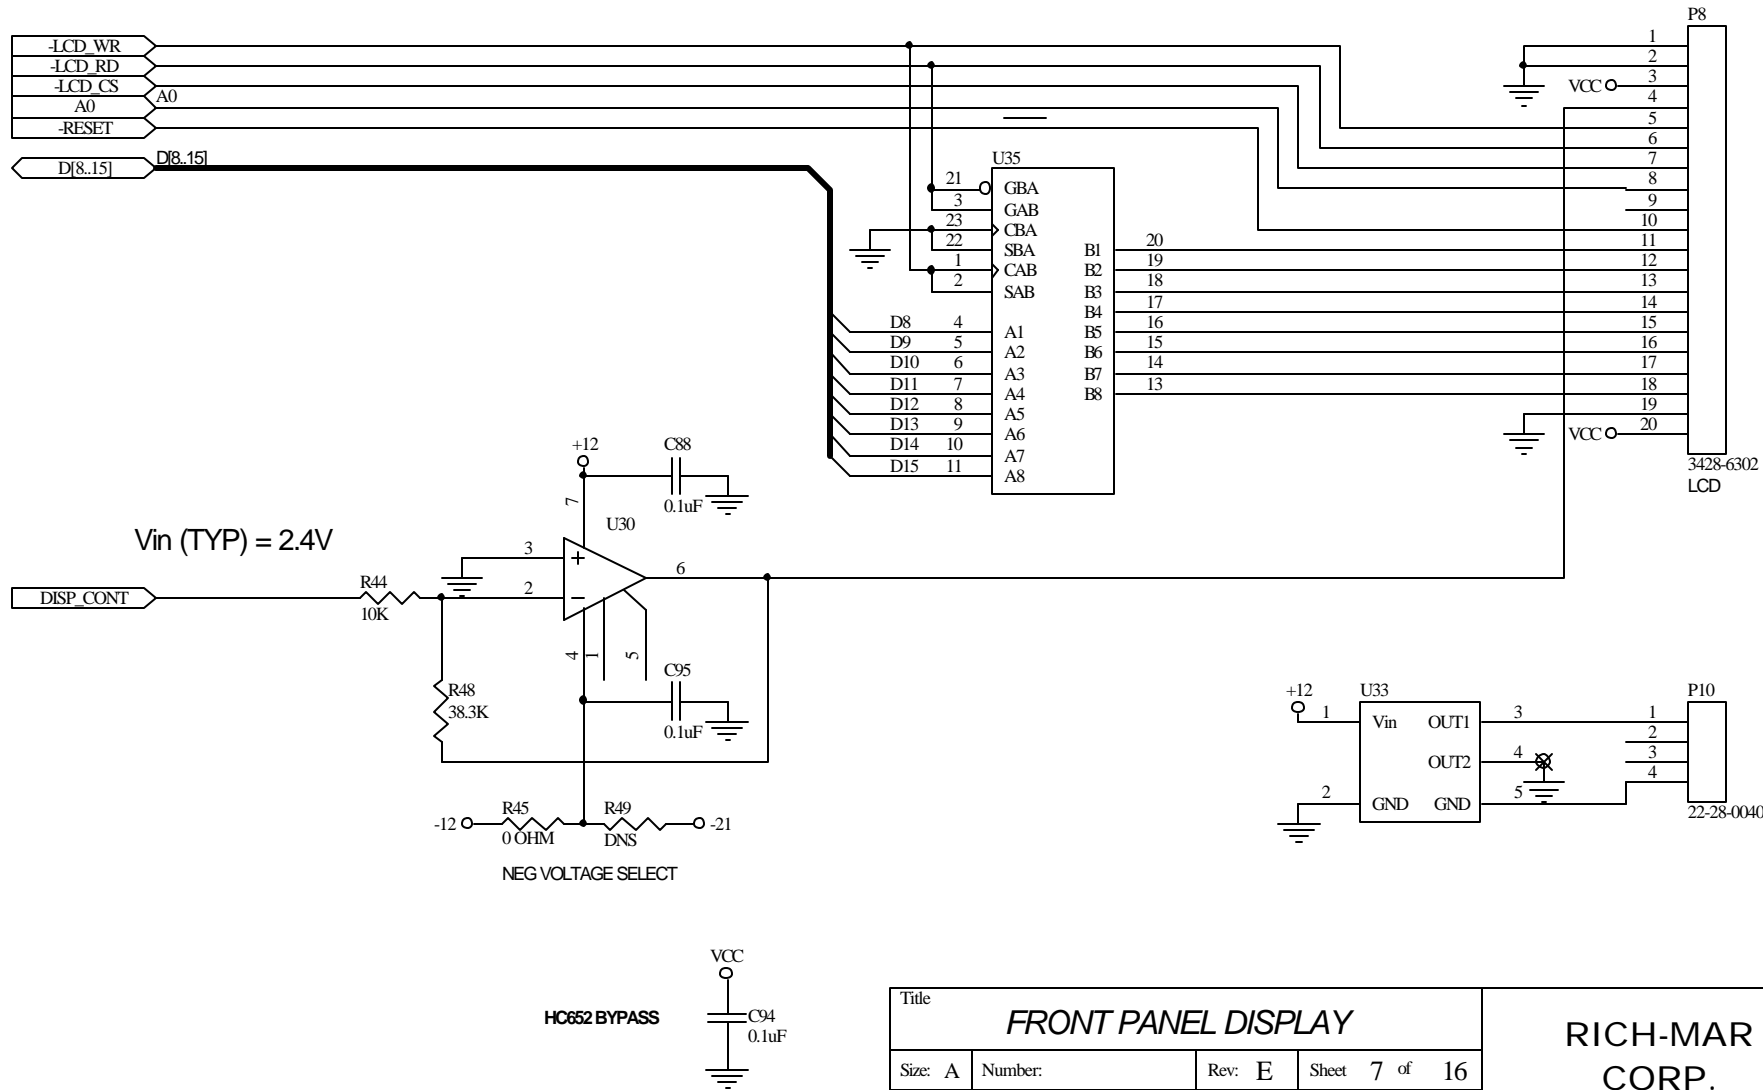 P8
-LCD_WR
-LCD_RD
-LCD_CS
A0
-RESET
A0
D[8..15]
D[8..15]
1
2
3
4
5
6
7
8
9
10
11
12
13
14
15
16
17
18
19
20
VCC
VCC
3428-6302
LCD
U35
21 GBA
3 GAB
23 CBA
22 SBA
1 CAB
2 SAB
D8 4 A1
D9 5 A2
D10 6 A3
D11 7 A4
D12 8 A5
D13 9 A6
D14 10 A7
D15 11 A8
B1 20
B2 19
B3 18
B4 17
B5 16
B6 15
B7 14
B8 13
+12
C88
0.1uF
7
U30
Vin (TYP) = 2.4V
3
+
2
-
6
DISP_CONT
R44
10K
4
1
5
C95
0.1uF
R48
38.3K
R45
R49
-12
-21
0 OHM
DNS
NEG VOLTAGE SELECT
+12
U33
P10
1 Vin
OUT1 3
OUT2 4
2 GND
GND 5
1
2
3
4
22-28-0040
VCC
HC652 BYPASS
C94
0.1uF
Title
FRONT PANEL DISPLAY
Size: A Number: Rev: E Sheet 7 of 16
RICH-MAR
CORP.